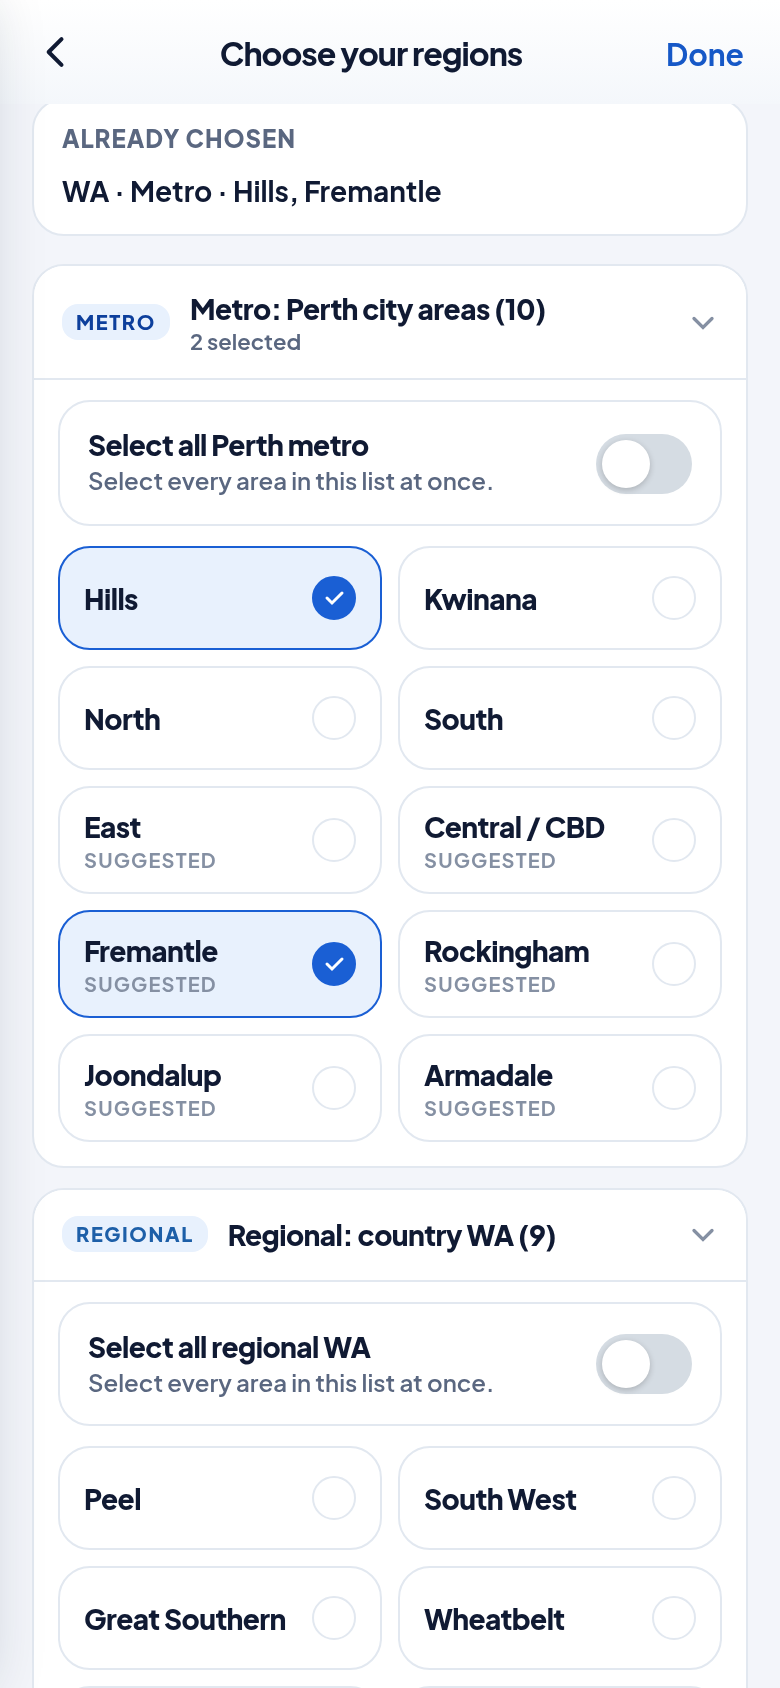 Choose your regions
Done
ALREADY CHOSEN
WA · Metro · Hills, Fremantle
METRO
Metro: Perth city areas (10)
2 selected
Select all Perth metro
Select every area in this list at once.
Hills
Kwinana
North
South
East
SUGGESTED
Central / CBD
SUGGESTED
Fremantle
SUGGESTED
Rockingham
SUGGESTED
Joondalup
SUGGESTED
Armadale
SUGGESTED
REGIONAL
Regional: country WA (9)
Select all regional WA
Select every area in this list at once.
Peel
South West
Great Southern
Wheatbelt